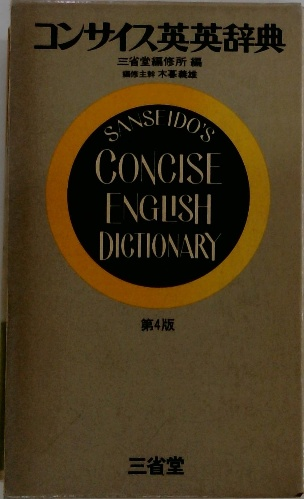 コンサイス英英辞典
三省堂編修所 編
編修主幹 木暮義雄
SANSEIDO'S
CONCISE
ENGLISH
DICTIONARY
第4版
三省堂